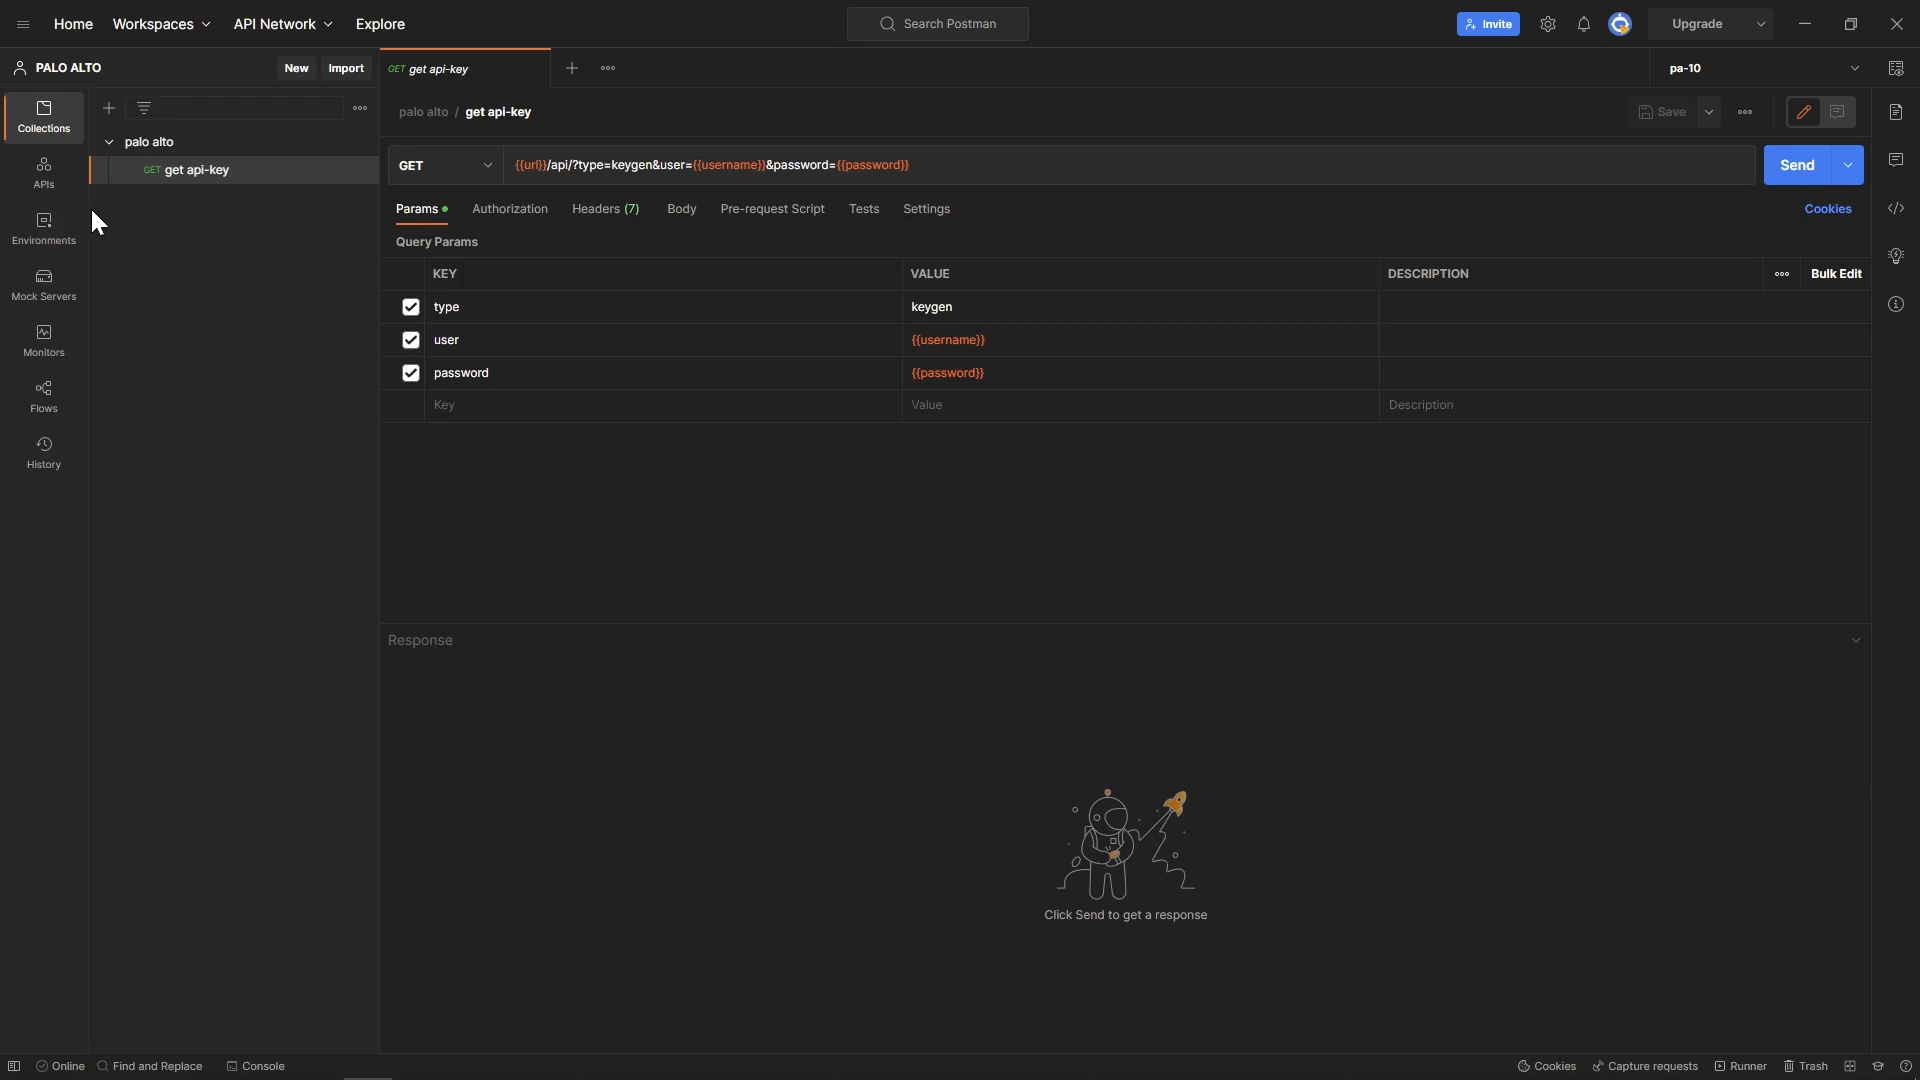 Home Workspaces API Network Explore Search Postman Invite Upgrade
PALO ALTO New Import GET get api-key pa-10
palo alto / get api-key Save
Collections
palo alto
GET get api-key
APIs
Environments
Mock Servers
Monitors
Flows
History
GET {{url}}/api/?type=keygen&user={{username}}&password={{password}} Send
Params Authorization Headers (7) Body Pre-request Script Tests Settings Cookies
Query Params
KEY VALUE DESCRIPTION Bulk Edit
type keygen
user {{username}}
password {{password}}
Key Value Description
Response
Click Send to get a response
Online Find and Replace Console Cookies Capture requests Runner Trash